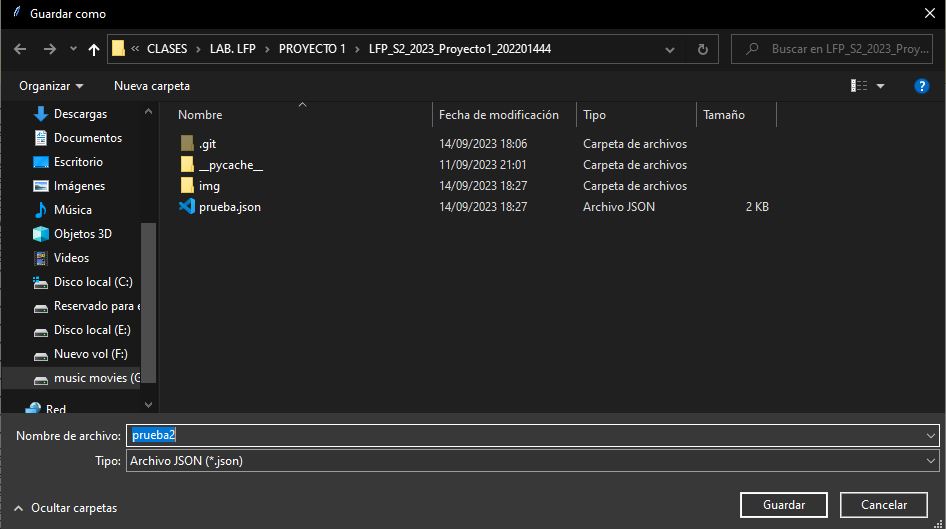 Guardar como
« CLASES › LAB. LFP › PROYECTO 1 › LFP_S2_2023_Proyecto1_202201444
Buscar en LFP_S2_2023_Proy...
Organizar Nueva carpeta
Nombre Fecha de modificación Tipo Tamaño
.git 14/09/2023 18:06 Carpeta de archivos
__pycache__ 11/09/2023 21:01 Carpeta de archivos
img 14/09/2023 18:27 Carpeta de archivos
prueba.json 14/09/2023 18:27 Archivo JSON 2 KB
Descargas
Documentos
Escritorio
Imágenes
Música
Objetos 3D
Videos
Disco local (C:)
Reservado para e
Disco local (E:)
Nuevo vol (F:)
music movies (G
Red
Nombre de archivo: prueba2
Tipo: Archivo JSON (*.json)
Ocultar carpetas
Guardar Cancelar